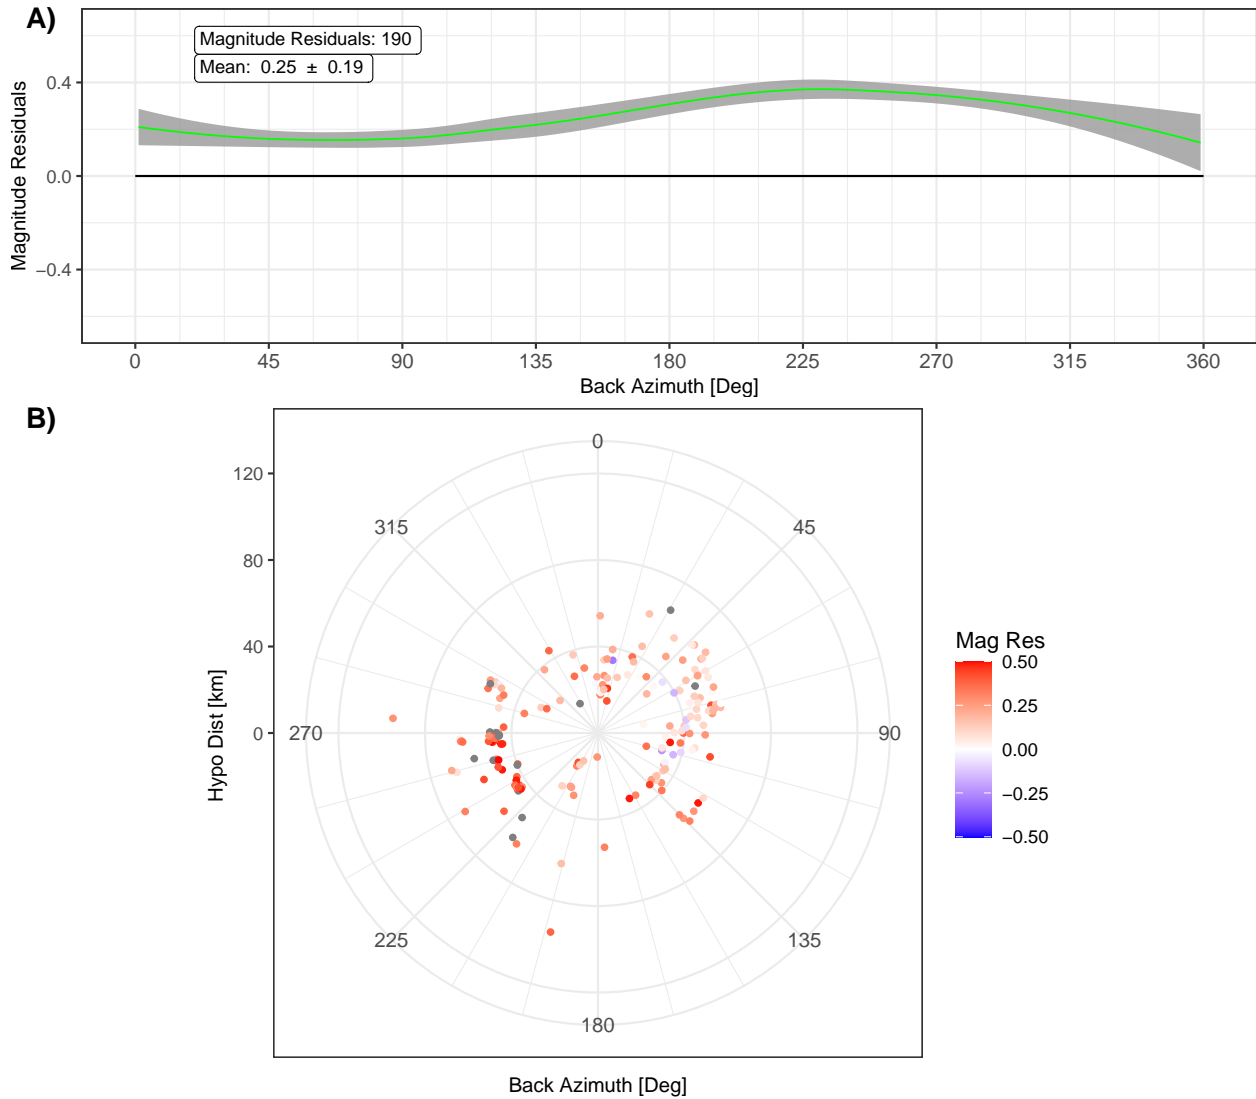 A)
Magnitude Residuals: 190
Mean: 0.25 ± 0.19
Magnitude Residuals
0.4
0.0
−0.4
0 45 90 135 180 225 270 315 360
Back Azimuth [Deg]
B)
Hypo Dist [km]
120
80
40
0
0
45
90
135
180
225
270
315
Back Azimuth [Deg]
Mag Res
0.50
0.25
0.00
−0.25
−0.50